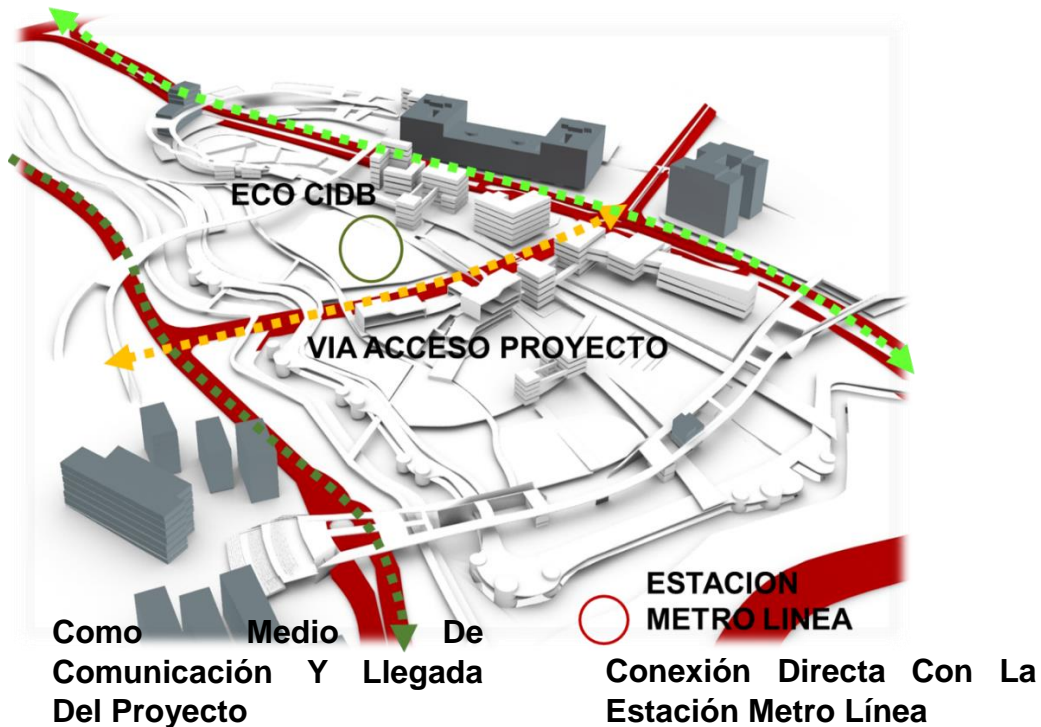 ECO CIDB
VIA ACCESO PROYECTO
ESTACION
METRO LINEA
Como Medio De
Comunicación Y Llegada
Del Proyecto
Conexión Directa Con La
Estación Metro Línea